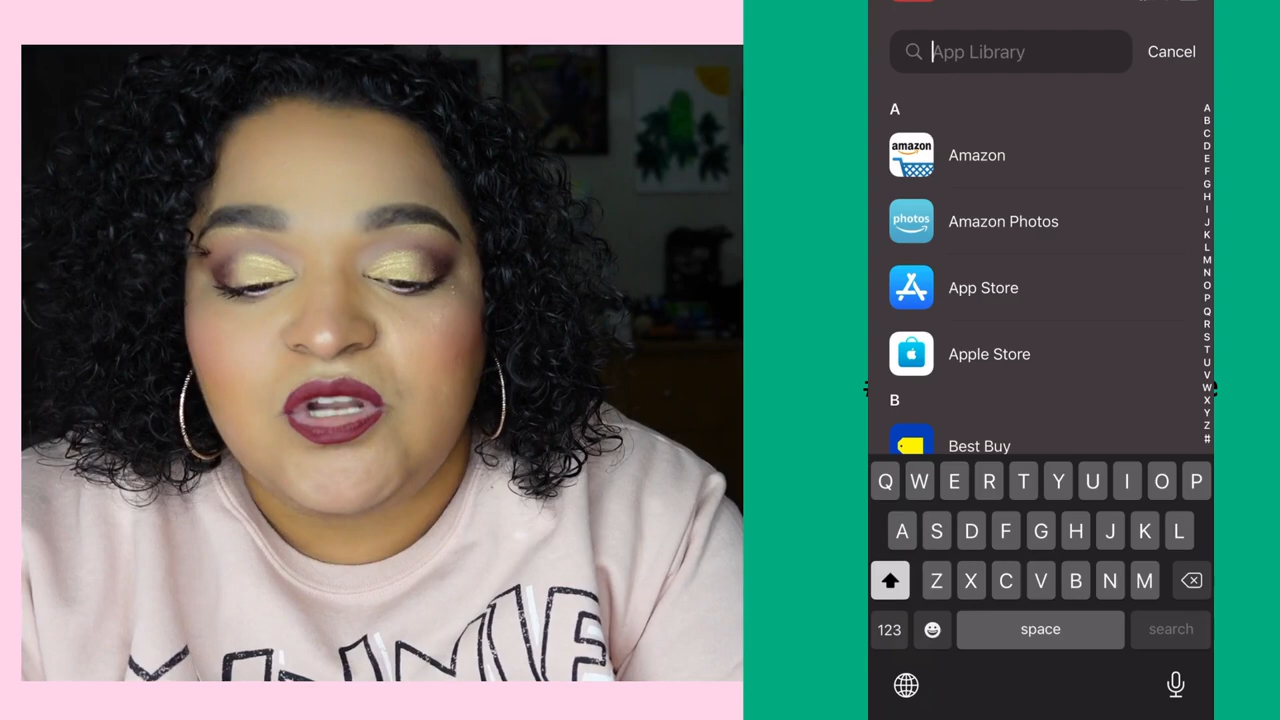 App Library
Cancel
A
amazon
Amazon
photos
Amazon Photos
App Store
Apple Store
B
Best Buy
A
B
C
D
E
F
G
H
I
J
K
L
M
N
O
P
Q
R
S
T
U
V
W
X
Y
Z
#
Q W E R T Y U I O P
A S D F G H J K L
Z X C V B N M
123
space
search